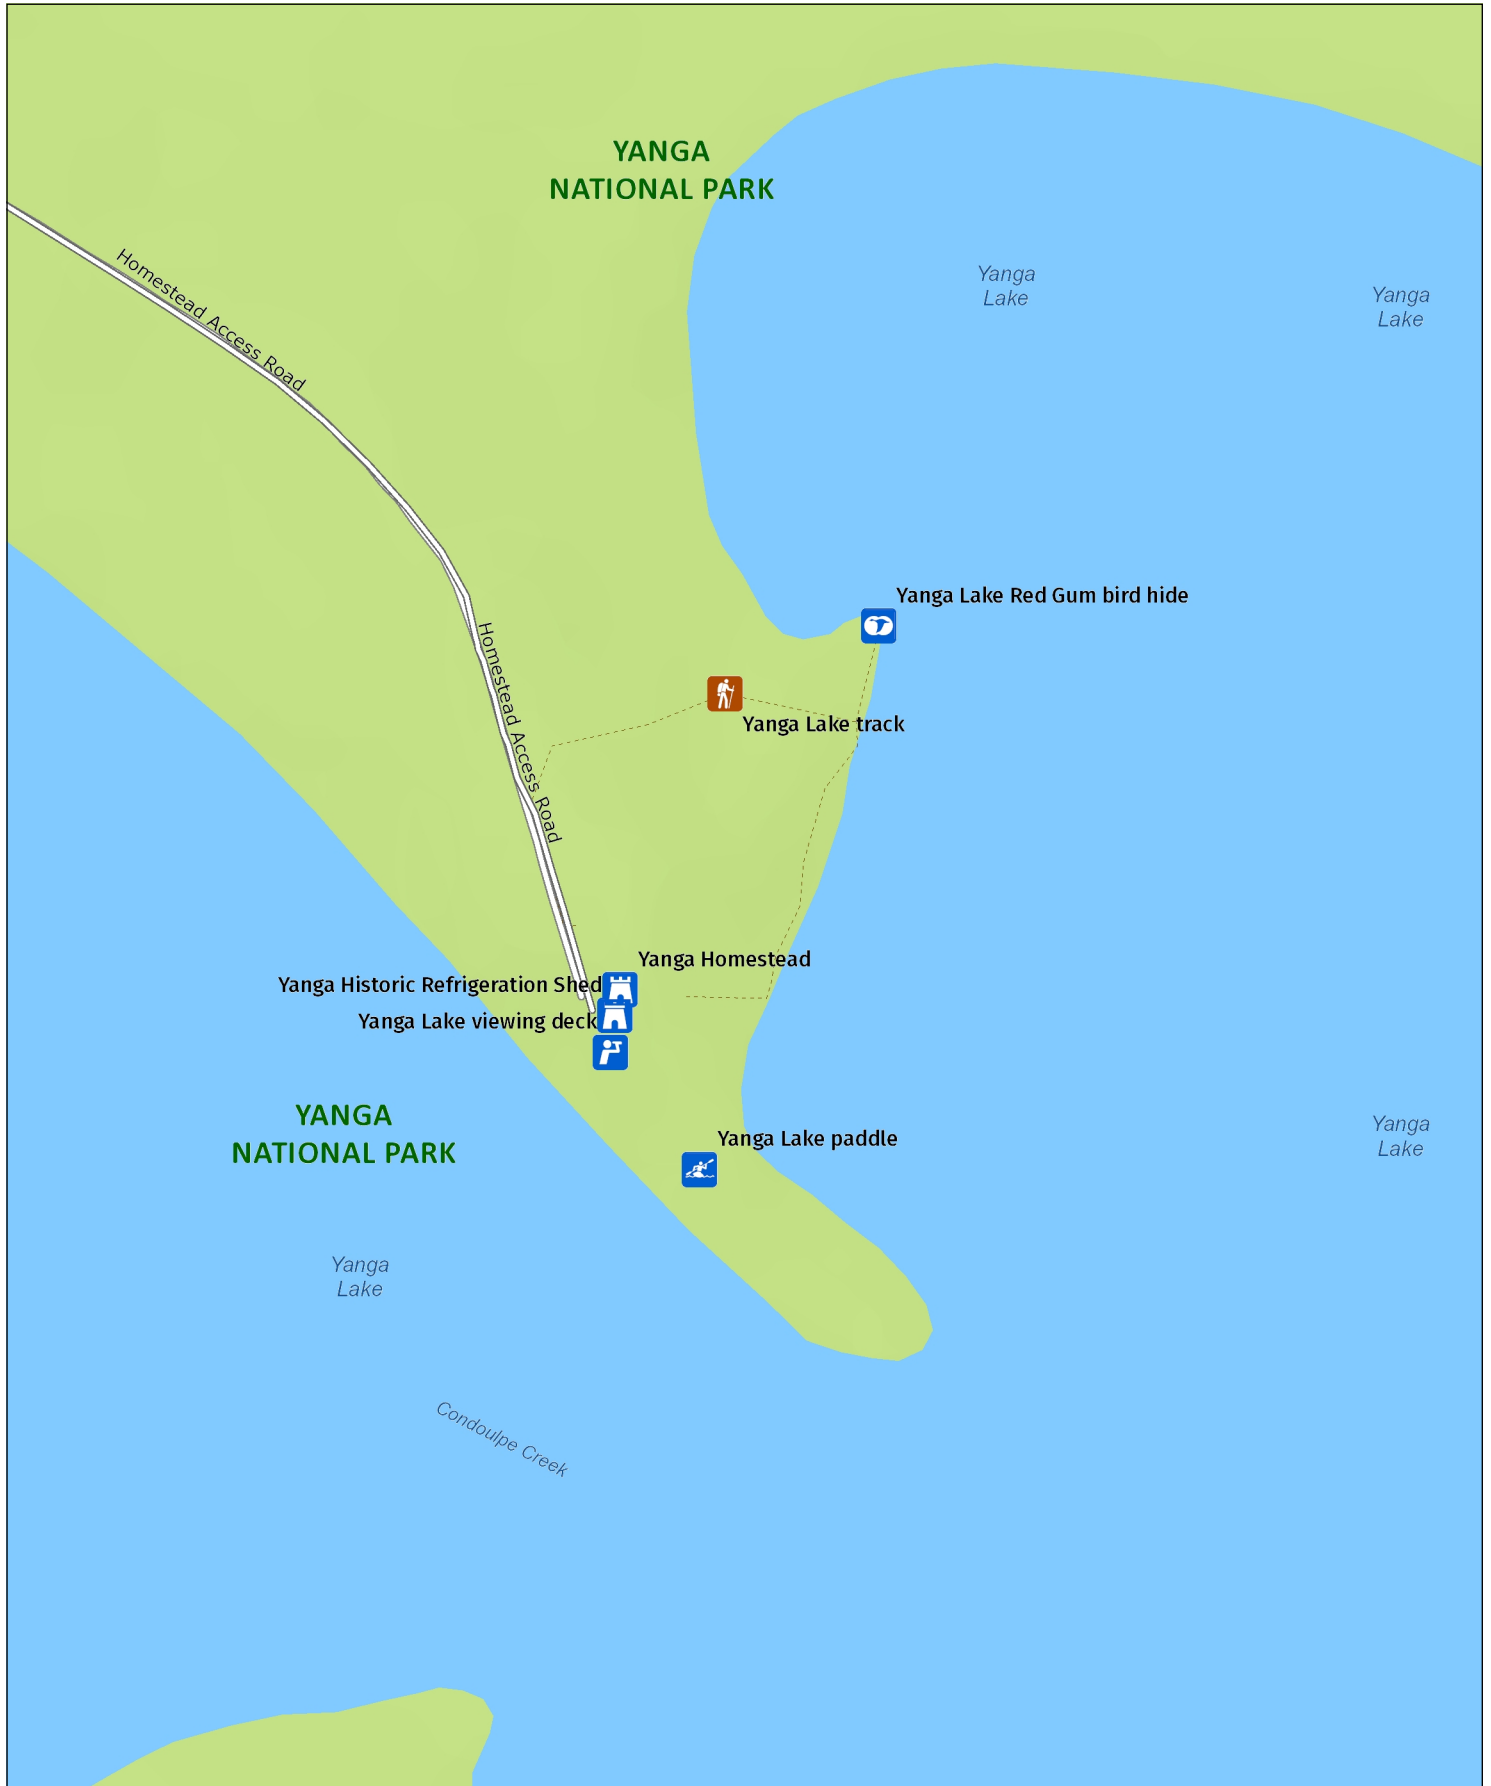 YANGA
NATIONAL PARK
Homestead Access Road
Yanga
Lake
Yanga
Lake
Yanga Lake Red Gum bird hide
Homestead Access Road
Yanga Lake track
Yanga Homestead
Yanga Historic Refrigeration Shed
Yanga Lake viewing deck
YANGA
NATIONAL PARK
Yanga Lake paddle
Yanga
Lake
Yanga
Lake
Condoulpe Creek